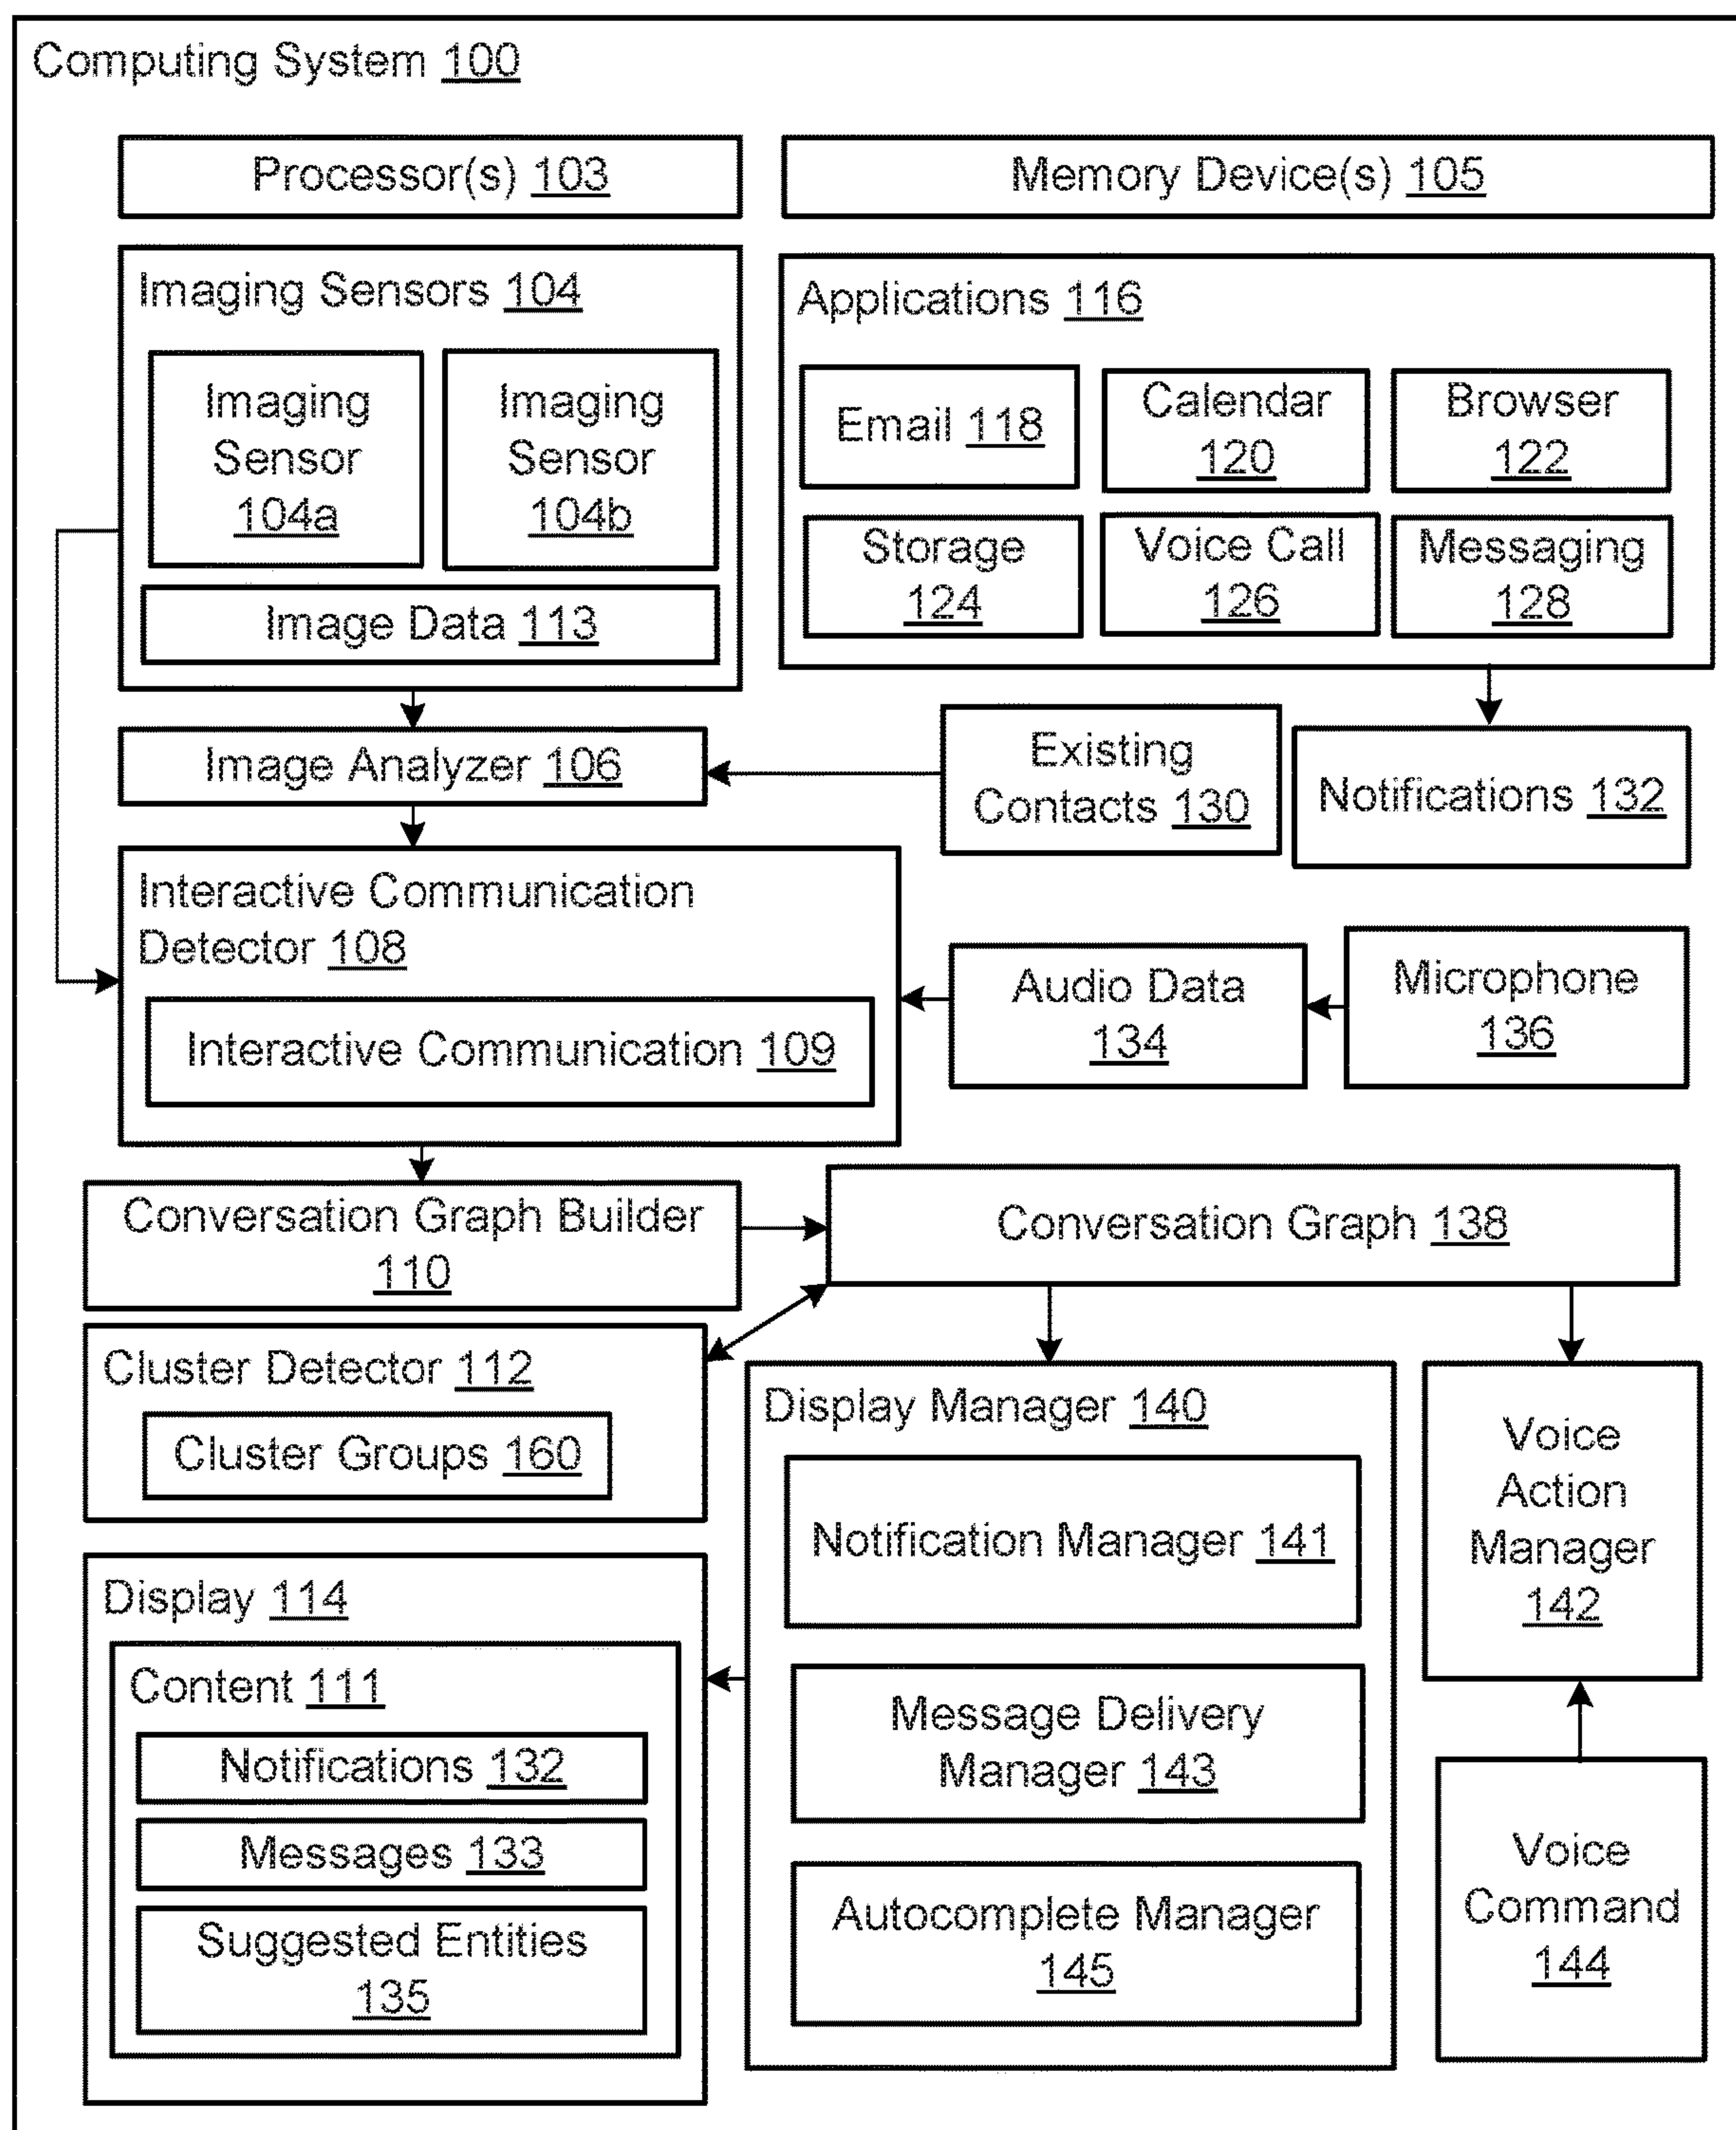 Computing System 100
Processor(s) 103
Memory Device(s) 105
Imaging Sensors 104
Imaging
Sensor
104a
Imaging
Sensor
104b
Image Data 113
Applications 116
Email 118
Calendar
120
Browser
122
Storage
124
Voice Call
126
Messaging
128
Image Analyzer 106
Existing
Contacts 130
Notifications 132
Interactive Communication
Detector 108
Interactive Communication 109
Audio Data
134
Microphone
136
Conversation Graph Builder
110
Conversation Graph 138
Cluster Detector 112
Cluster Groups 160
Display Manager 140
Notification Manager 141
Message Delivery
Manager 143
Autocomplete Manager
145
Voice
Action
Manager
142
Display 114
Content 111
Notifications 132
Messages 133
Suggested Entities
135
Voice
Command
144